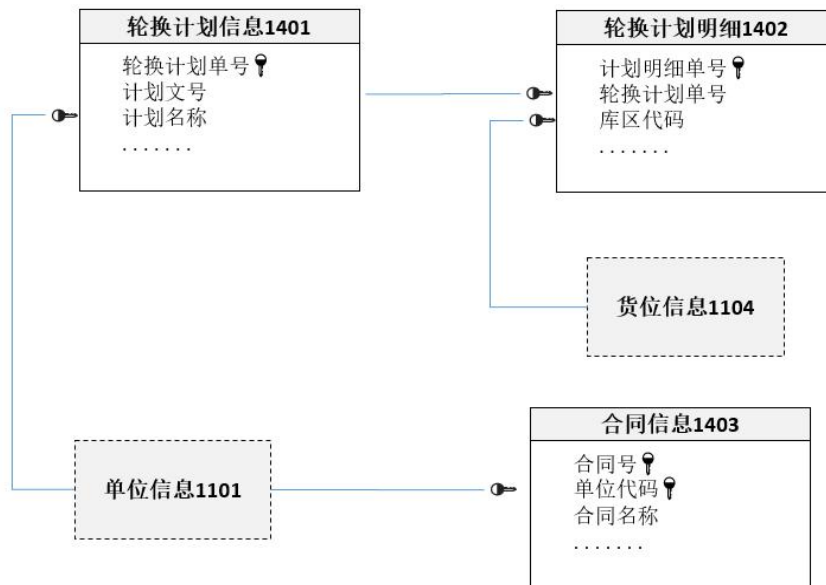 轮换计划信息1401
轮换计划单号
计划文号
计划名称
.......
轮换计划明细1402
计划明细单号
轮换计划单号
库区代码
.......
货位信息1104
单位信息1101
合同信息1403
合同号
单位代码
合同名称
.......